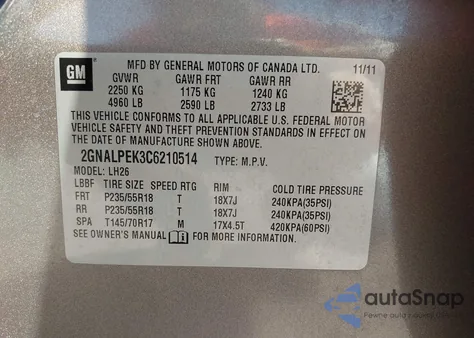 GM
MFD BY GENERAL MOTORS OF CANADA LTD. 11/11
GVWR GAWR FRT GAWR RR
2250 KG 1175 KG 1240 KG
4960 LB 2590 LB 2733 LB
THIS VEHICLE CONFORMS TO ALL APPLICABLE U.S. FEDERAL MOTOR
VEHICLE SAFETY AND THEFT PREVENTION STANDARDS IN EFFECT ON
THE DATE OF MANUFACTURE SHOWN ABOVE.
2GNALPEK3C6210514 TYPE: M.P.V.
MODEL: LH26
LBBF TIRE SIZE SPEED RTG RIM COLD TIRE PRESSURE
FRT P235/55R18 T 18X7J 240KPA(35PSI)
RR P235/55R18 T 18X7J 240KPA(35PSI)
SPA T145/70R17 M 17X4.5T 420KPA(60PSI)
SEE OWNER'S MANUAL FOR MORE INFORMATION.
autoSnap